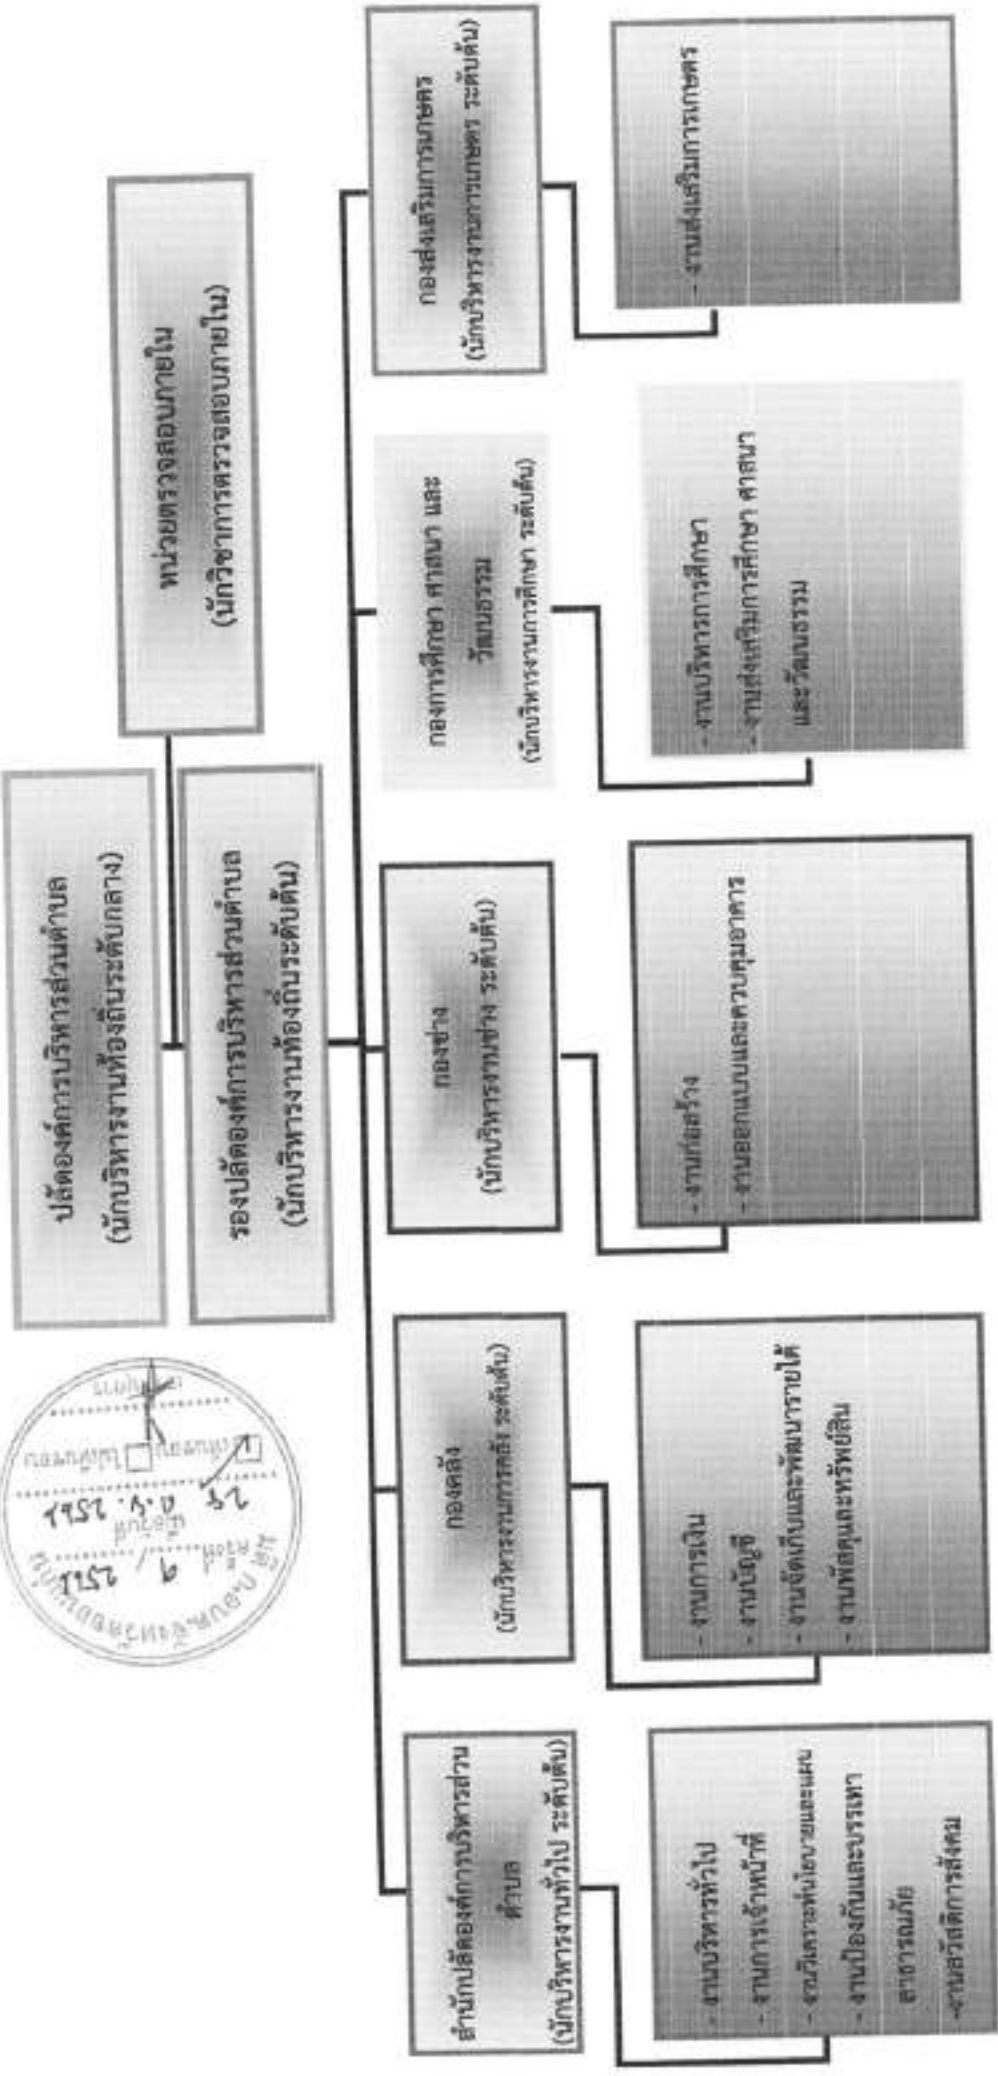 ปลัดองค์การบริหารส่วนตำบล
(นักบริหารงานท้องถิ่นระดับกลาง)
หน่วยตรวจสอบภายใน
(นักวิชาการตรวจสอบภายใน)
รองปลัดองค์การบริหารส่วนตำบล
(นักบริหารงานท้องถิ่นระดับต้น)
สำนักปลัดองค์การบริหารส่วน
ตำบล
(นักบริหารงานทั่วไป ระดับต้น)
กองคลัง
(นักบริหารงานการคลัง ระดับต้น)
กองช่าง
(นักบริหารงานช่าง ระดับต้น)
กองการศึกษา ศาสนา และ
วัฒนธรรม
(นักบริหารงานการศึกษา ระดับต้น)
กองส่งเสริมการเกษตร
(นักบริหารงานการเกษตร ระดับต้น)
- งานบริหารทั่วไป
- งานการเจ้าหน้าที่
- งานวิเคราะห์นโยบายและแผน
- งานป้องกันและบรรเทา
สาธารณภัย
-งานสวัสดิการสังคม
- งานการเงิน
- งานบัญชี
- งานจัดเก็บและพัฒนารายได้
- งานพัสดุและทรัพย์สิน
- งานก่อสร้าง
- งานออกแบบและควบคุมอาคาร
- งานบริหารการศึกษา
- งานส่งเสริมการศึกษา ศาสนา
และวัฒนธรรม
- งานส่งเสริมการเกษตร
เห็นชอบ ไม่เห็นชอบ